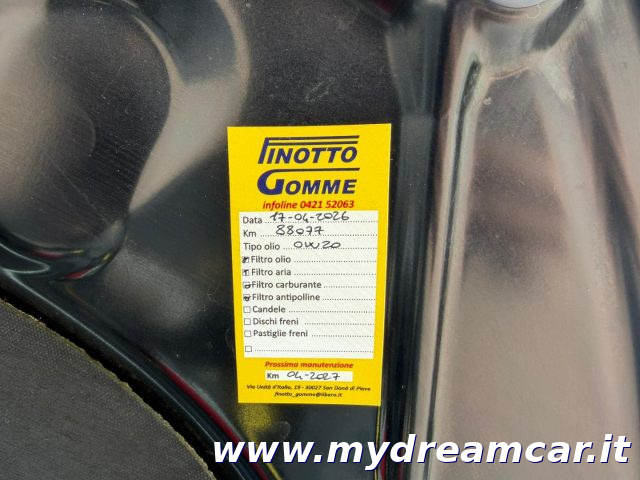 FINOTTO
GOMME
infoline 0421 52063
Data 17-04-2026
Km 88077
Tipo olio 0W20
Filtro olio
Filtro aria
Filtro carburante
Filtro antipolline
Candele
Dischi freni
Pastiglie freni
Prossima manutenzione
Km 04-2027
Via Unità d'Italia, 19 - 30027 San Donà di Piave
finotto_gomme@libero.it
www.mydreamcar.it